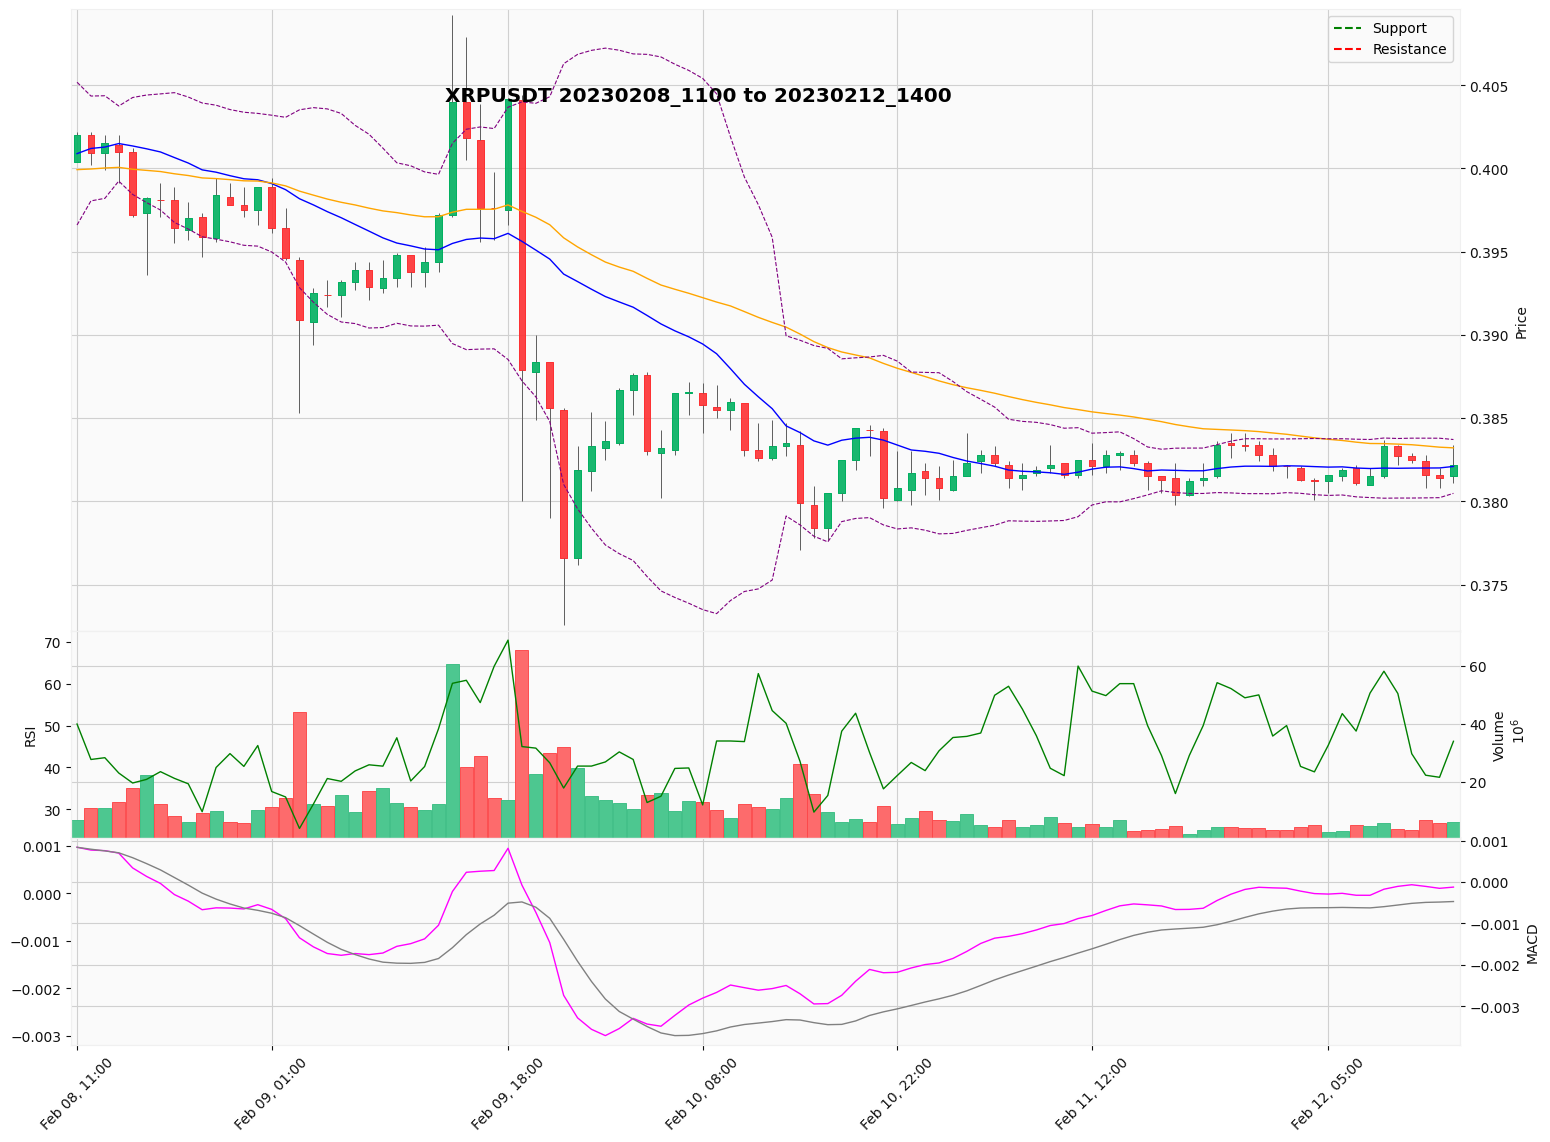 XRPUSDT 20230208_1100 to 20230212_1400
Support
Resistance
0.405
0.400
0.395
0.390
0.385
0.380
0.375
Price
70
60
50
40
30
RSI
60
40
20
Volume
10^6
0.001
0.000
−0.001
−0.002
−0.003
0.001
0.000
−0.001
−0.002
−0.003
MACD
Feb 08, 11:00
Feb 09, 01:00
Feb 09, 18:00
Feb 10, 08:00
Feb 10, 22:00
Feb 11, 12:00
Feb 12, 05:00